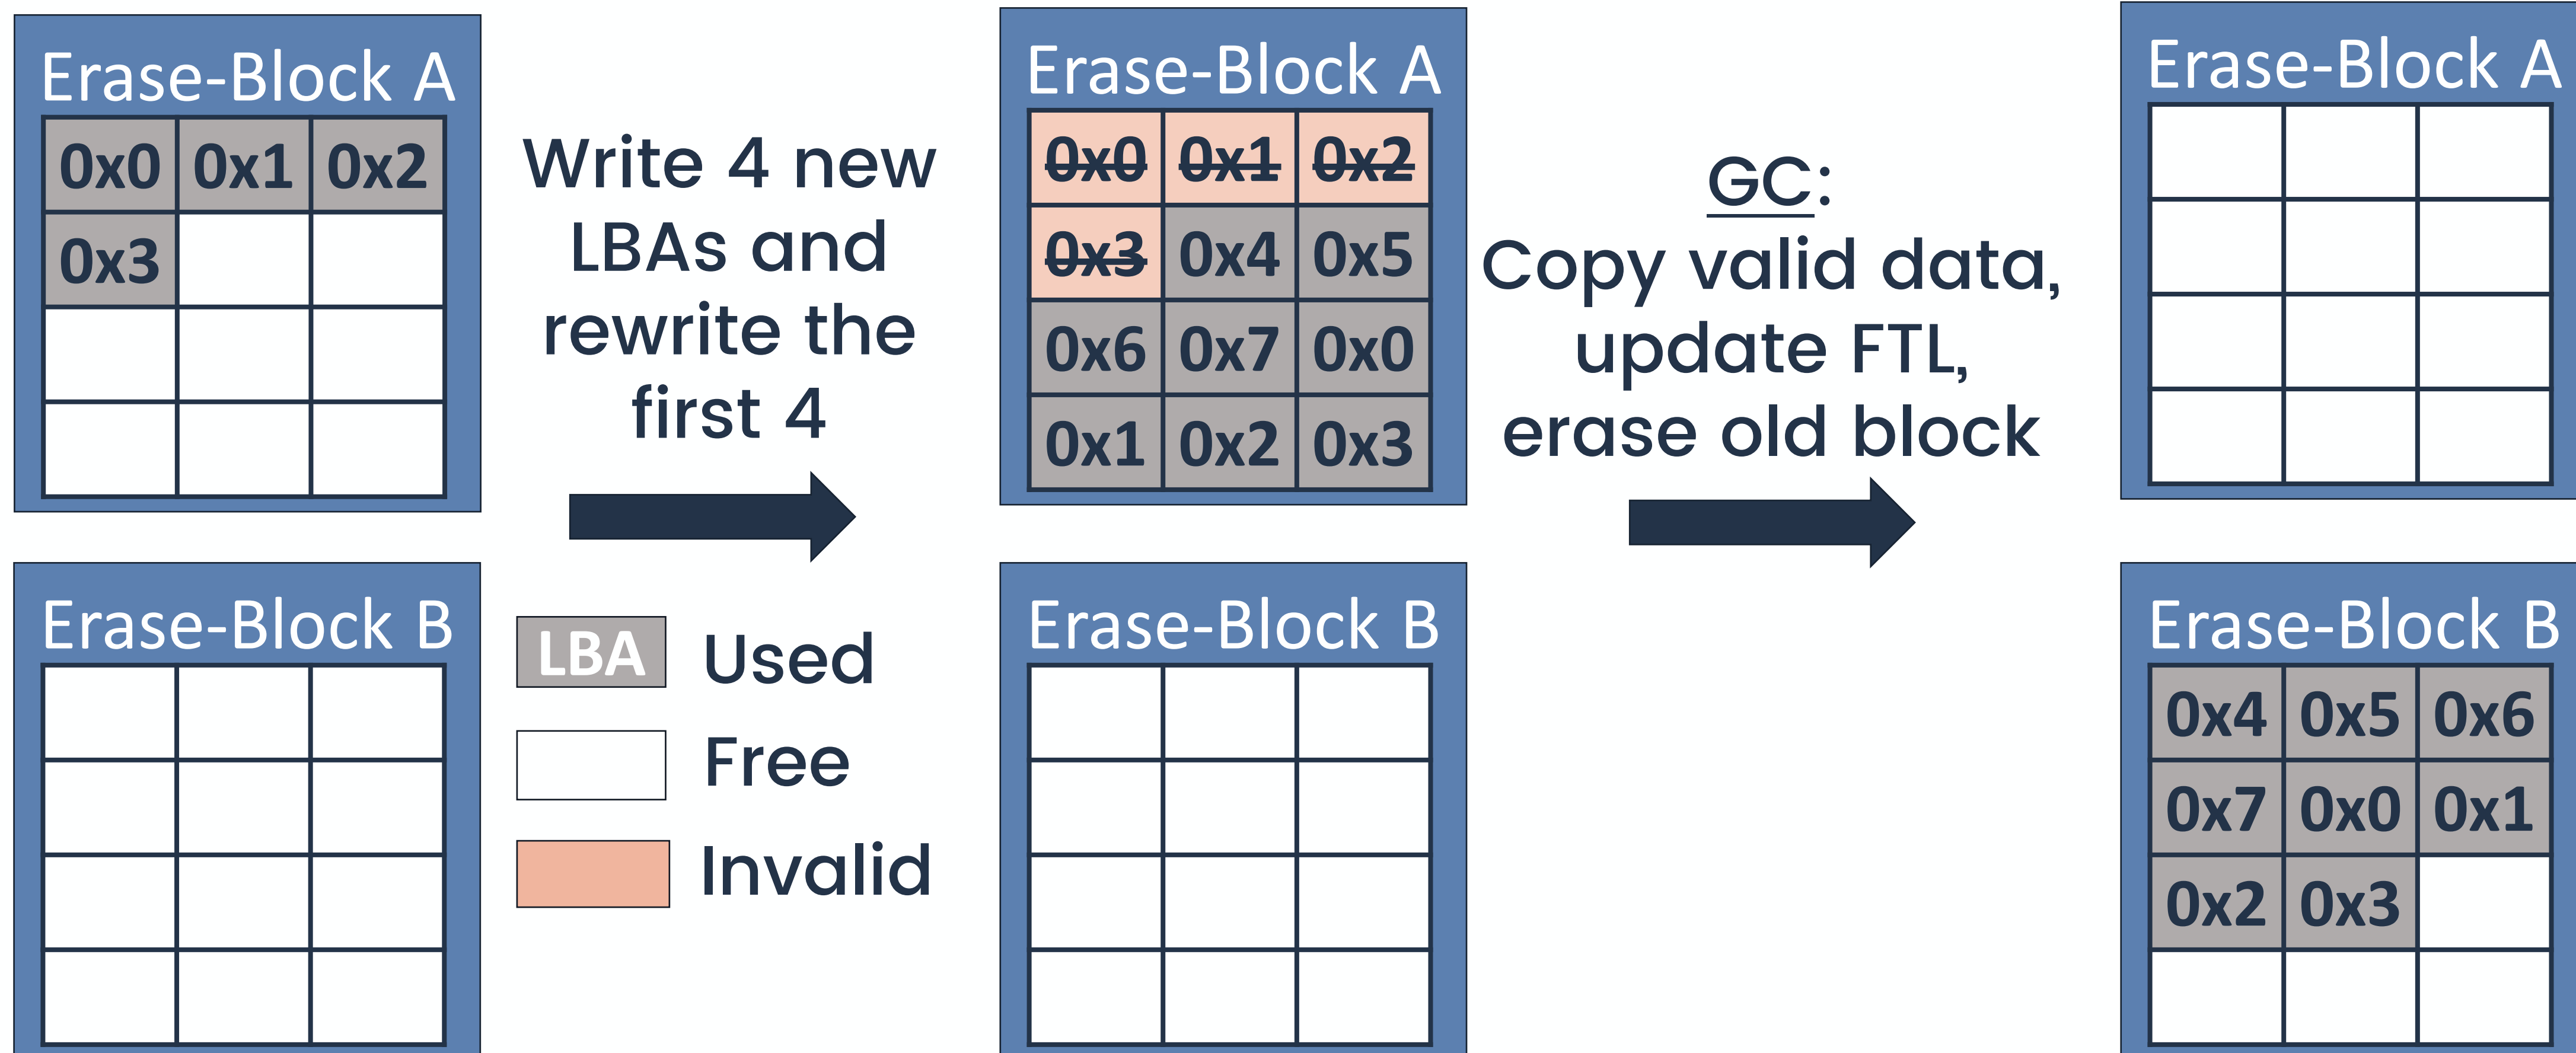 Erase-Block A
0x0 0x1 0x2
0x3
Erase-Block B
Write 4 new
LBAs and
rewrite the
first 4
LBA Used
Free
Invalid
Erase-Block A
0x0 0x1 0x2
0x3 0x4 0x5
0x6 0x7 0x0
0x1 0x2 0x3
Erase-Block B
GC:
Copy valid data,
update FTL,
erase old block
Erase-Block A
Erase-Block B
0x4 0x5 0x6
0x7 0x0 0x1
0x2 0x3